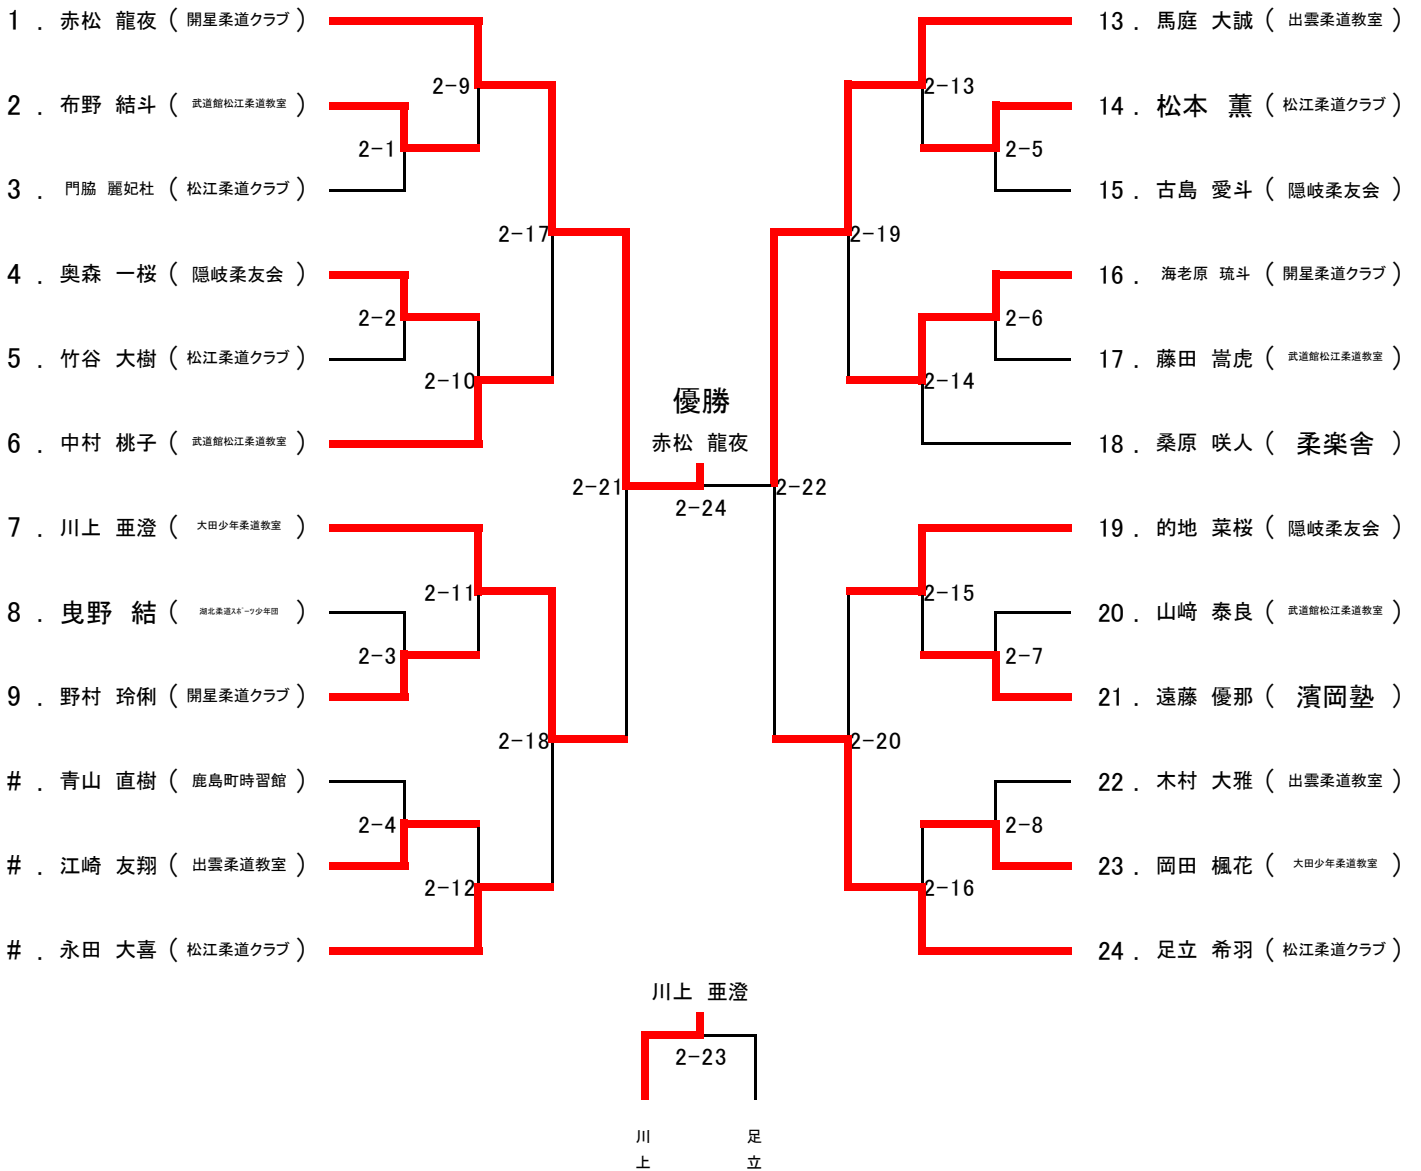 1 . 赤松 龍夜 ( 開星柔道クラブ )
2 . 布野 結斗 ( 武道館松江柔道教室 )
3 . 門脇 麗妃杜 ( 松江柔道クラブ )
4 . 奥森 一桜 ( 隠岐柔友会 )
5 . 竹谷 大樹 ( 松江柔道クラブ )
6 . 中村 桃子 ( 武道館松江柔道教室 )
7 . 川上 亜澄 ( 大田少年柔道教室 )
8 . 曳野 結 ( 湖北柔道スポーツ少年団 )
9 . 野村 玲俐 ( 開星柔道クラブ )
# . 青山 直樹 ( 鹿島町時習館 )
# . 江崎 友翔 ( 出雲柔道教室 )
# . 永田 大喜 ( 松江柔道クラブ )
2-1
2-2
2-3
2-4
2-9
2-10
2-11
2-12
2-17
2-18
2-21
優勝
赤松 龍夜
2-24
2-22
2-19
2-20
2-13
2-14
2-15
2-16
2-5
2-6
2-7
2-8
13 . 馬庭 大誠 ( 出雲柔道教室 )
14 . 松本 薫 ( 松江柔道クラブ )
15 . 古島 愛斗 ( 隠岐柔友会 )
16 . 海老原 琉斗 ( 開星柔道クラブ )
17 . 藤田 嵩虎 ( 武道館松江柔道教室 )
18 . 桑原 咲人 ( 柔楽舎 )
19 . 的地 菜桜 ( 隠岐柔友会 )
20 . 山﨑 泰良 ( 武道館松江柔道教室 )
21 . 遠藤 優那 ( 濱岡塾 )
22 . 木村 大雅 ( 出雲柔道教室 )
23 . 岡田 楓花 ( 大田少年柔道教室 )
24 . 足立 希羽 ( 松江柔道クラブ )
川上 亜澄
2-23
川上
足立